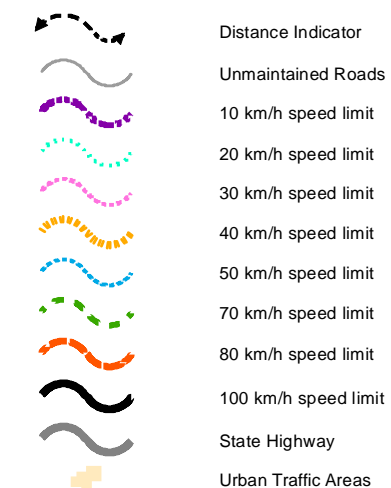 Distance Indicator
Unmaintained Roads
10 km/h speed limit
20 km/h speed limit
30 km/h speed limit
40 km/h speed limit
50 km/h speed limit
70 km/h speed limit
80 km/h speed limit
100 km/h speed limit
State Highway
Urban Traffic Areas